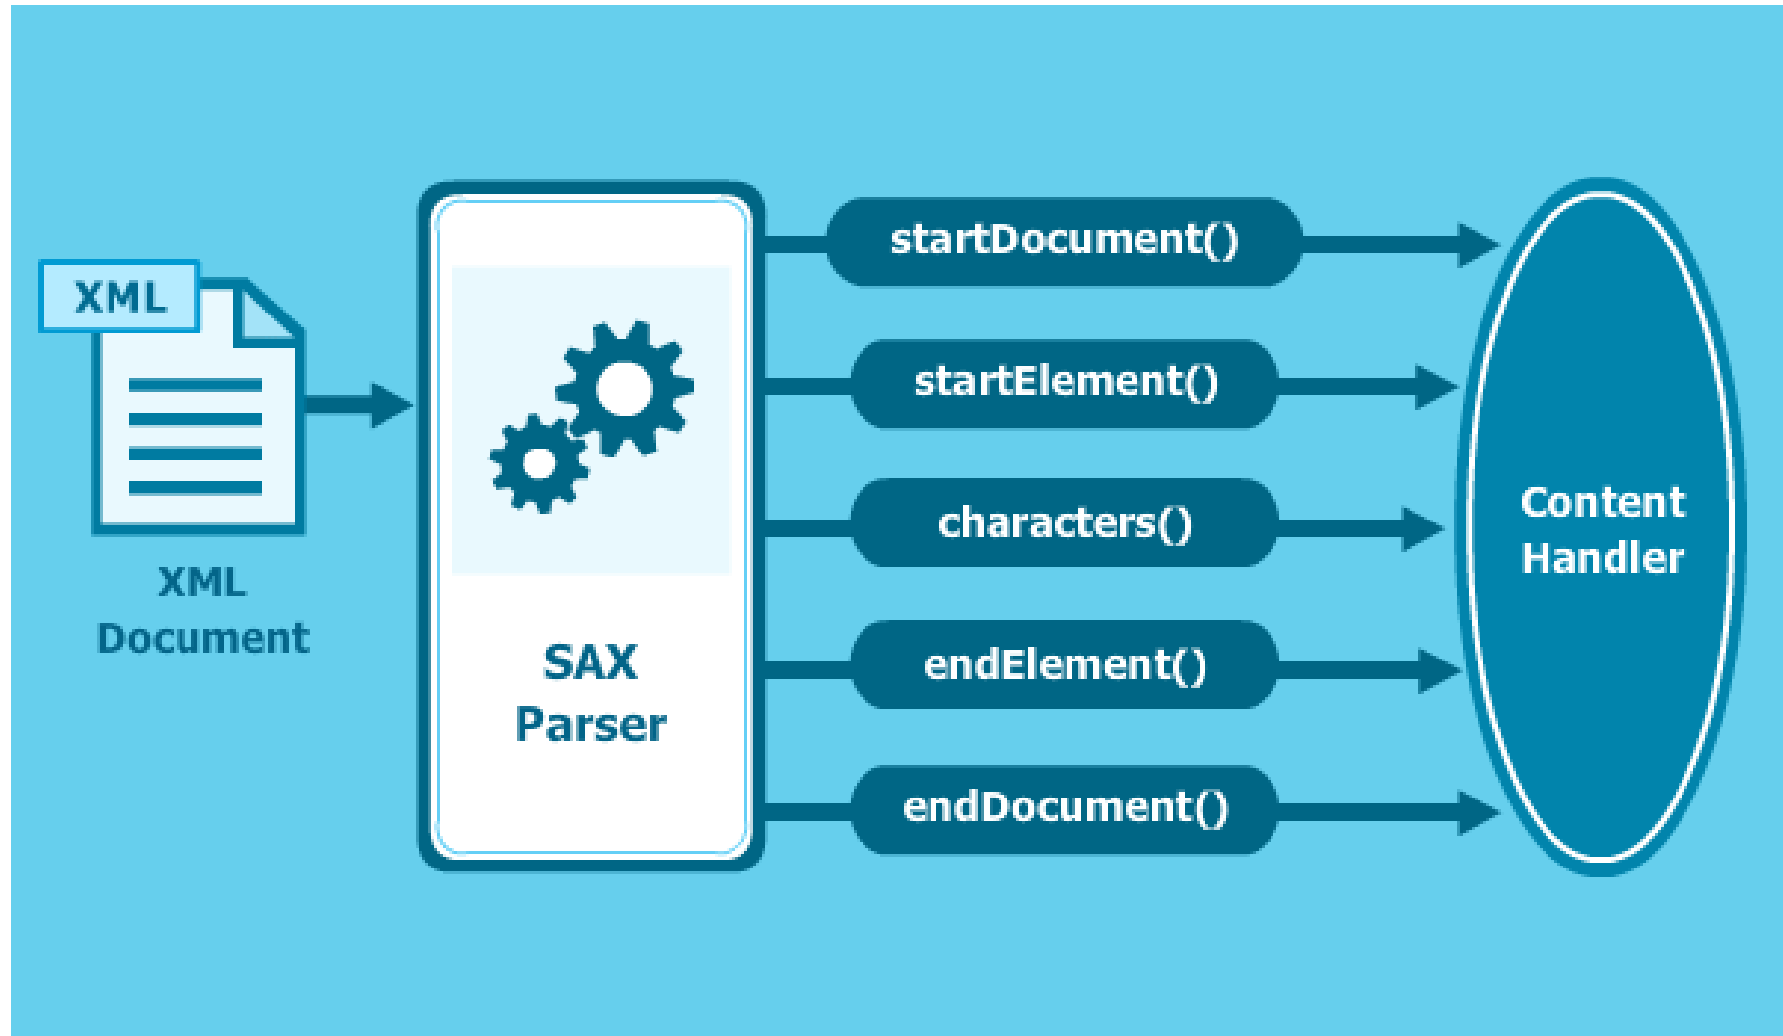 XML
XML
Document
SAX
Parser
startDocument()
startElement()
characters()
endElement()
endDocument()
Content
Handler